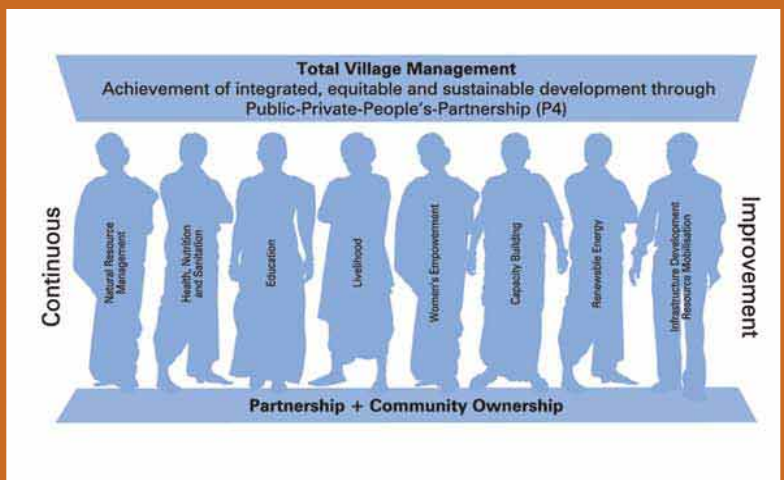 Total Village Management
Achievement of integrated, equitable and sustainable development through
Public-Private-People's-Partnership (P4)
Continuous
Natural Resource
Management
Health, Nutrition
and Sanitation
Education
Livelihood
Women's Empowerment
Capacity Building
Renewable Energy
Infrastructure Development
Resource Mobilisation
Improvement
Partnership + Community Ownership